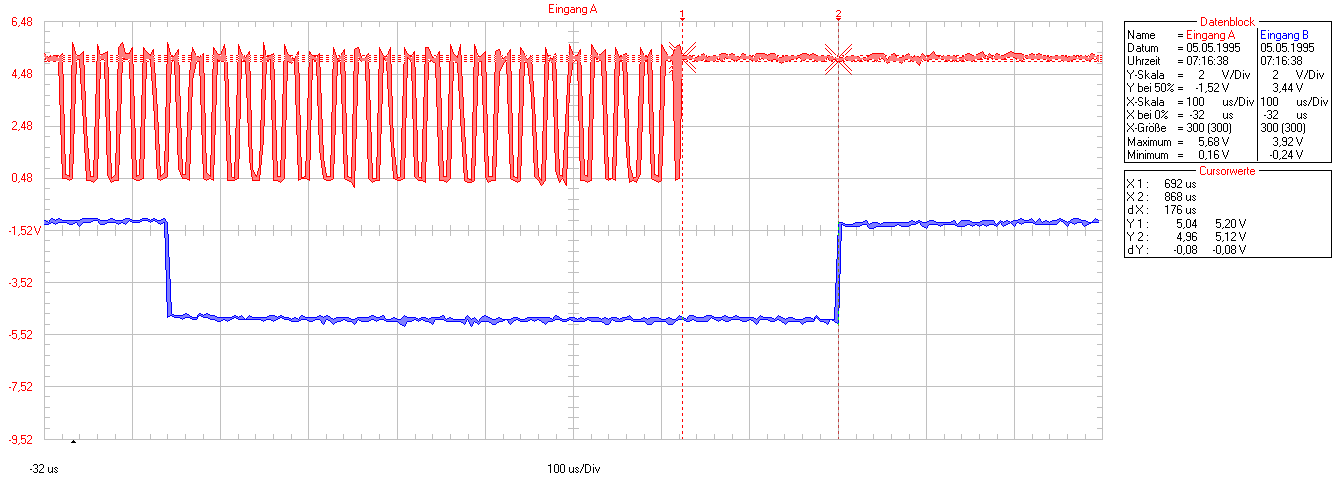 Eingang A
1
2
6,48
4,48
2,48
0,48
-1,52V
-3,52
-5,52
-7,52
-9,52
-32 us
100 us/Div
Datenblock
Name = Eingang A Eingang B
Datum = 05.05.1995 05.05.1995
Uhrzeit = 07:16:38 07:16:38
Y-Skala = 2 V/Div 2 V/Div
Y bei 50% = -1,52 V 3,44 V
X-Skala = 100 us/Div 100 us/Div
X bei 0% = -32 us -32 us
X-Größe = 300 (300) 300 (300)
Maximum = 5,68 V 3,92 V
Minimum = 0,16 V -0,24 V
Cursorwerte
X 1 : 692 us
X 2 : 868 us
d X : 176 us
Y 1 : 5,04 5,20 V
Y 2 : 4,96 5,12 V
d Y : -0,08 -0,08 V